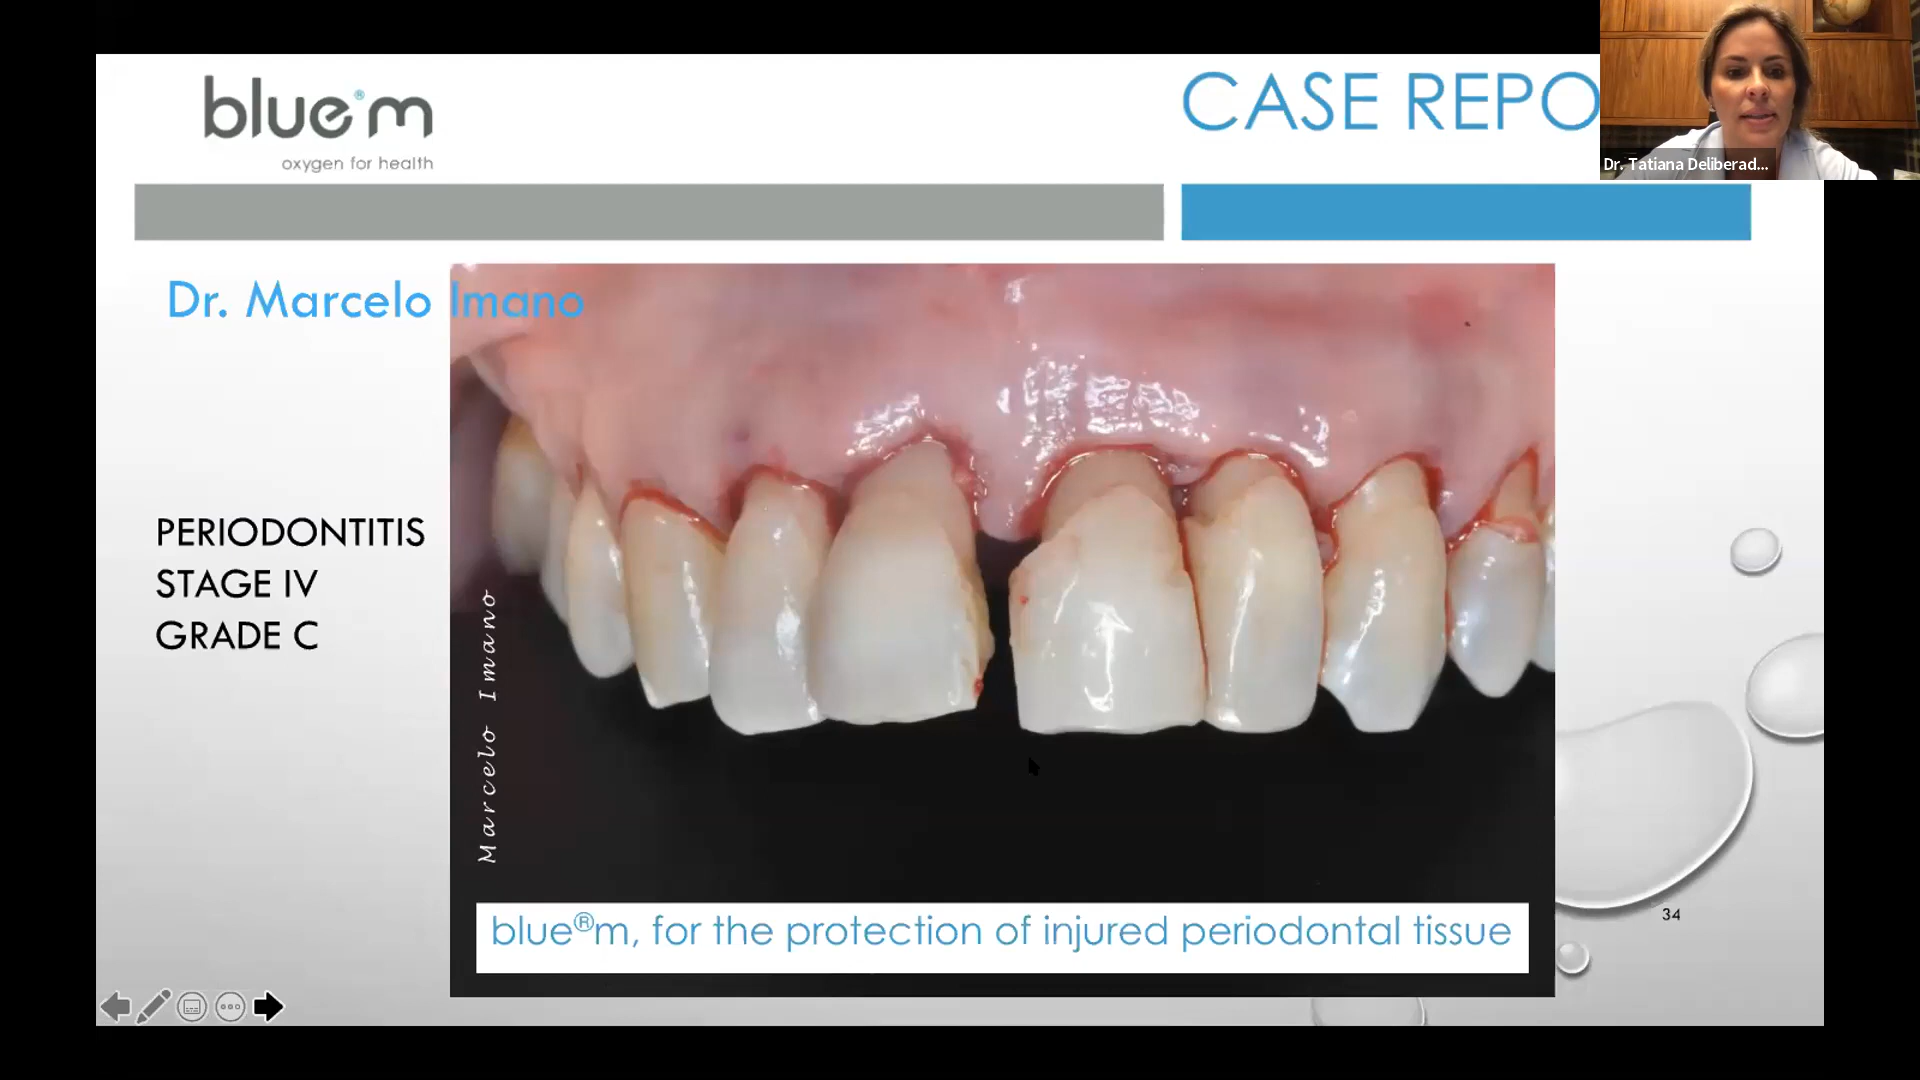 blue®m
oxygen for health
CASE REPO
Dr. Tatiana Deliberad...
Dr. Marcelo Imano
PERIODONTITIS
STAGE IV
GRADE C
Marcelo Imano
blue®m, for the protection of injured periodontal tissue
34